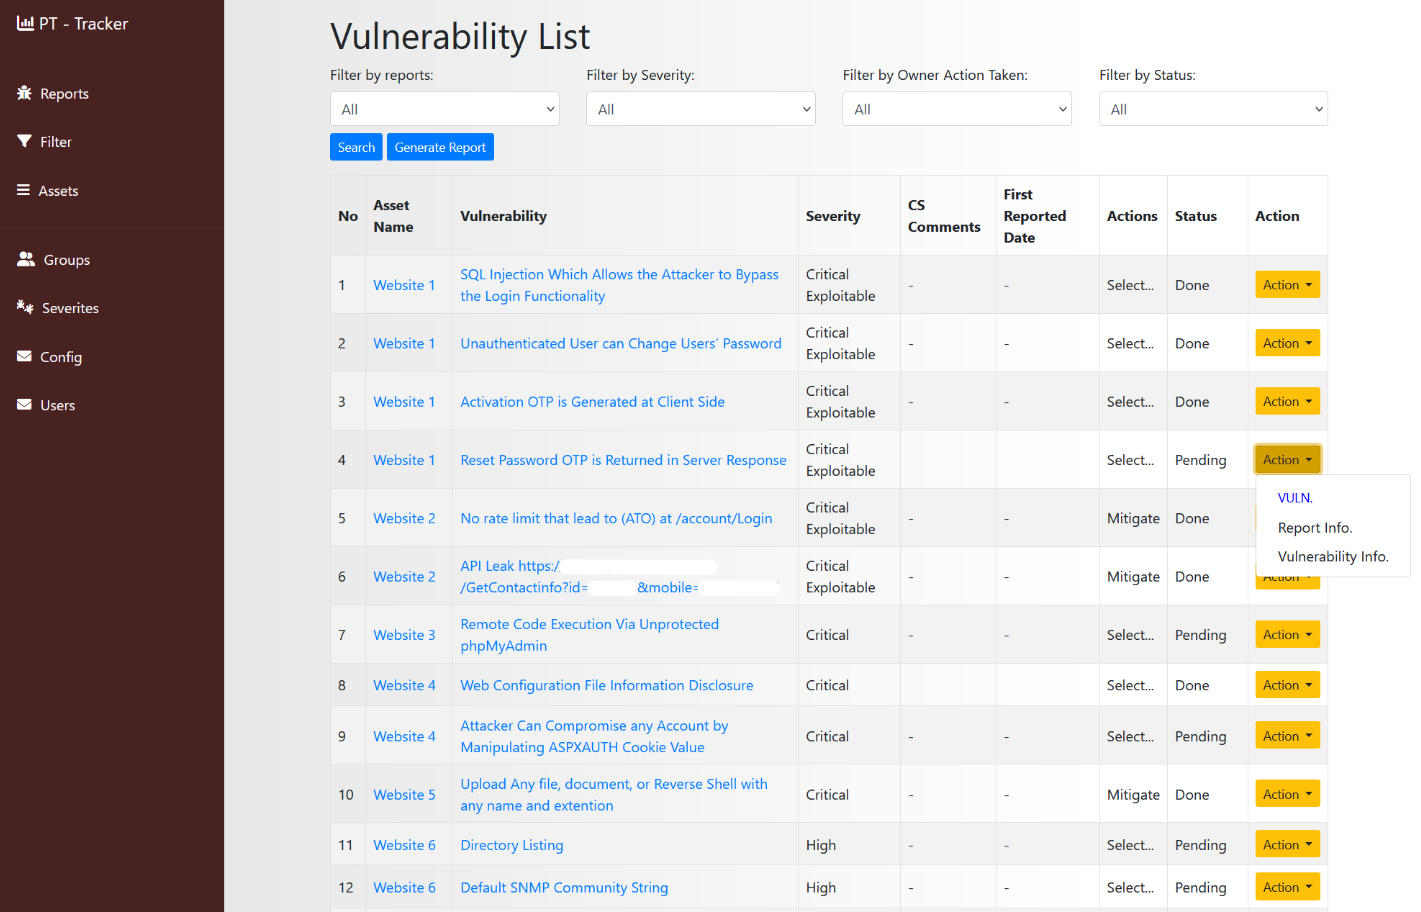 PT - Tracker
Reports
Filter
Assets
Groups
Severites
Config
Users
Vulnerability List
Filter by reports:
Filter by Severity:
Filter by Owner Action Taken:
Filter by Status:
All
All
All
All
Search
Generate Report
No
Asset
Name
Vulnerability
Severity
CS
Comments
First
Reported
Date
Actions
Status
Action
1
Website 1
SQL Injection Which Allows the Attacker to Bypass
the Login Functionality
Critical
Exploitable
-
-
Select...
Done
Action
2
Website 1
Unauthenticated User can Change Users’ Password
Critical
Exploitable
-
-
Select...
Done
Action
3
Website 1
Activation OTP is Generated at Client Side
Critical
Exploitable
-
-
Select...
Done
Action
4
Website 1
Reset Password OTP is Returned in Server Response
Critical
Exploitable
Select...
Pending
Action
VULN.
Report Info.
Vulnerability Info.
5
Website 2
No rate limit that lead to (ATO) at /account/Login
Critical
Exploitable
-
-
Mitigate
Done
6
Website 2
API Leak https:/
/GetContactinfo?id= &mobile=
Critical
Exploitable
-
-
Mitigate
Done
Action
7
Website 3
Remote Code Execution Via Unprotected
phpMyAdmin
Critical
-
-
Select...
Pending
Action
8
Website 4
Web Configuration File Information Disclosure
Critical
Select...
Done
Action
9
Website 4
Attacker Can Compromise any Account by
Manipulating ASPXAUTH Cookie Value
Critical
-
-
Select...
Pending
Action
10
Website 5
Upload Any file, document, or Reverse Shell with
any name and extention
Critical
-
-
Mitigate
Done
Action
11
Website 6
Directory Listing
High
-
-
Select...
Pending
Action
12
Website 6
Default SNMP Community String
High
-
-
Select...
Pending
Action